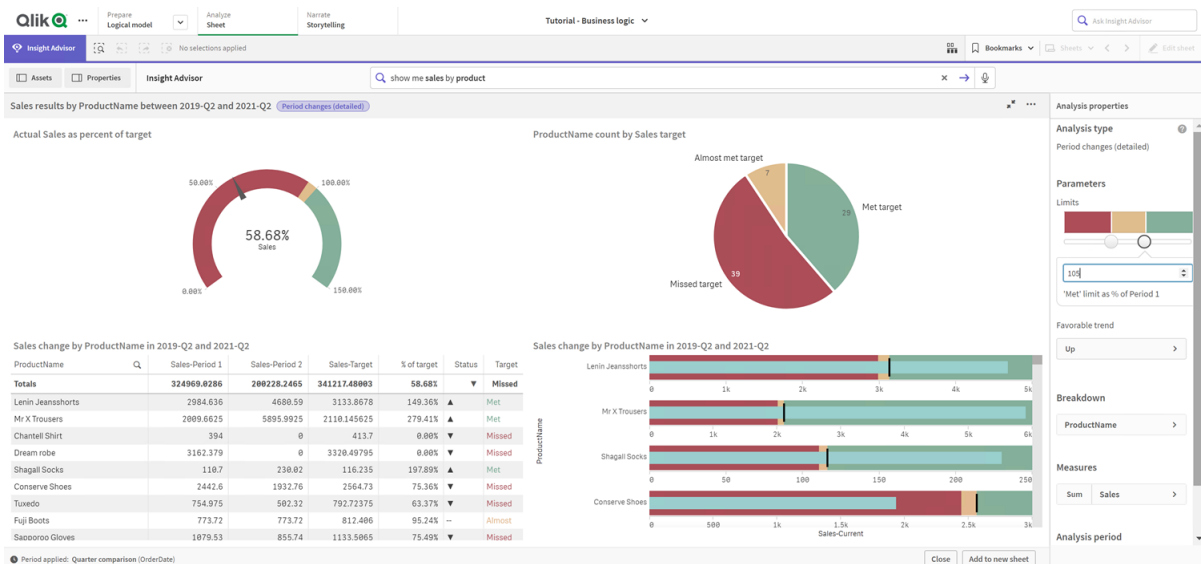 Qlik
Prepare
Logical model
Analyze
Sheet
Narrate
Storytelling
Tutorial - Business logic
Ask Insight Advisor
Insight Advisor
No selections applied
Bookmarks
Sheets
Edit sheet
Assets
Properties
Insight Advisor
show me sales by product
Sales results by ProductName between 2019-Q2 and 2021-Q2
Period changes (detailed)
Actual Sales as percent of target
50.00%
100.00%
58.68%
Sales
0.00%
150.00%
ProductName count by Sales target
Almost met target
7
29
Met target
39
Missed target
Sales change by ProductName in 2019-Q2 and 2021-Q2
ProductName Sales-Period 1 Sales-Period 2 Sales-Target % of target Status Target
Totals 324969.0286 200228.2465 341217.48003 58.68% ▼ Missed
Lenin Jeansshorts 2984.636 4680.59 3133.8678 149.36% ▲ Met
Mr X Trousers 2009.6625 5895.9925 2110.145625 279.41% ▲ Met
Chantell Shirt 394 0 413.7 0.00% ▼ Missed
Dream robe 3162.379 0 3320.49795 0.00% ▼ Missed
Shagall Socks 110.7 230.02 116.235 197.89% ▲ Met
Conserve Shoes 2442.6 1932.76 2564.73 75.36% ▼ Missed
Tuxedo 754.975 502.32 792.72375 63.37% ▼ Missed
Fuji Boots 773.72 773.72 812.406 95.24% -- Almost
Sapporoo Gloves 1079.53 855.74 1133.5065 75.49% ▼ Missed
Sales change by ProductName in 2019-Q2 and 2021-Q2
ProductName
Lenin Jeansshorts
0 1k 2k 3k 4k 5k
Mr X Trousers
0 1k 2k 3k 4k 5k 6k
Shagall Socks
0 50 100 150 200 250
Conserve Shoes
0 500 1k 1.5k 2k 2.5k 3k
Sales-Current
Analysis properties
Analysis type
Period changes (detailed)
Parameters
Limits
105
'Met' limit as % of Period 1
Favorable trend
Up
Breakdown
ProductName
Measures
Sum Sales
Analysis period
Period applied: Quarter comparison (OrderDate)
Close
Add to new sheet